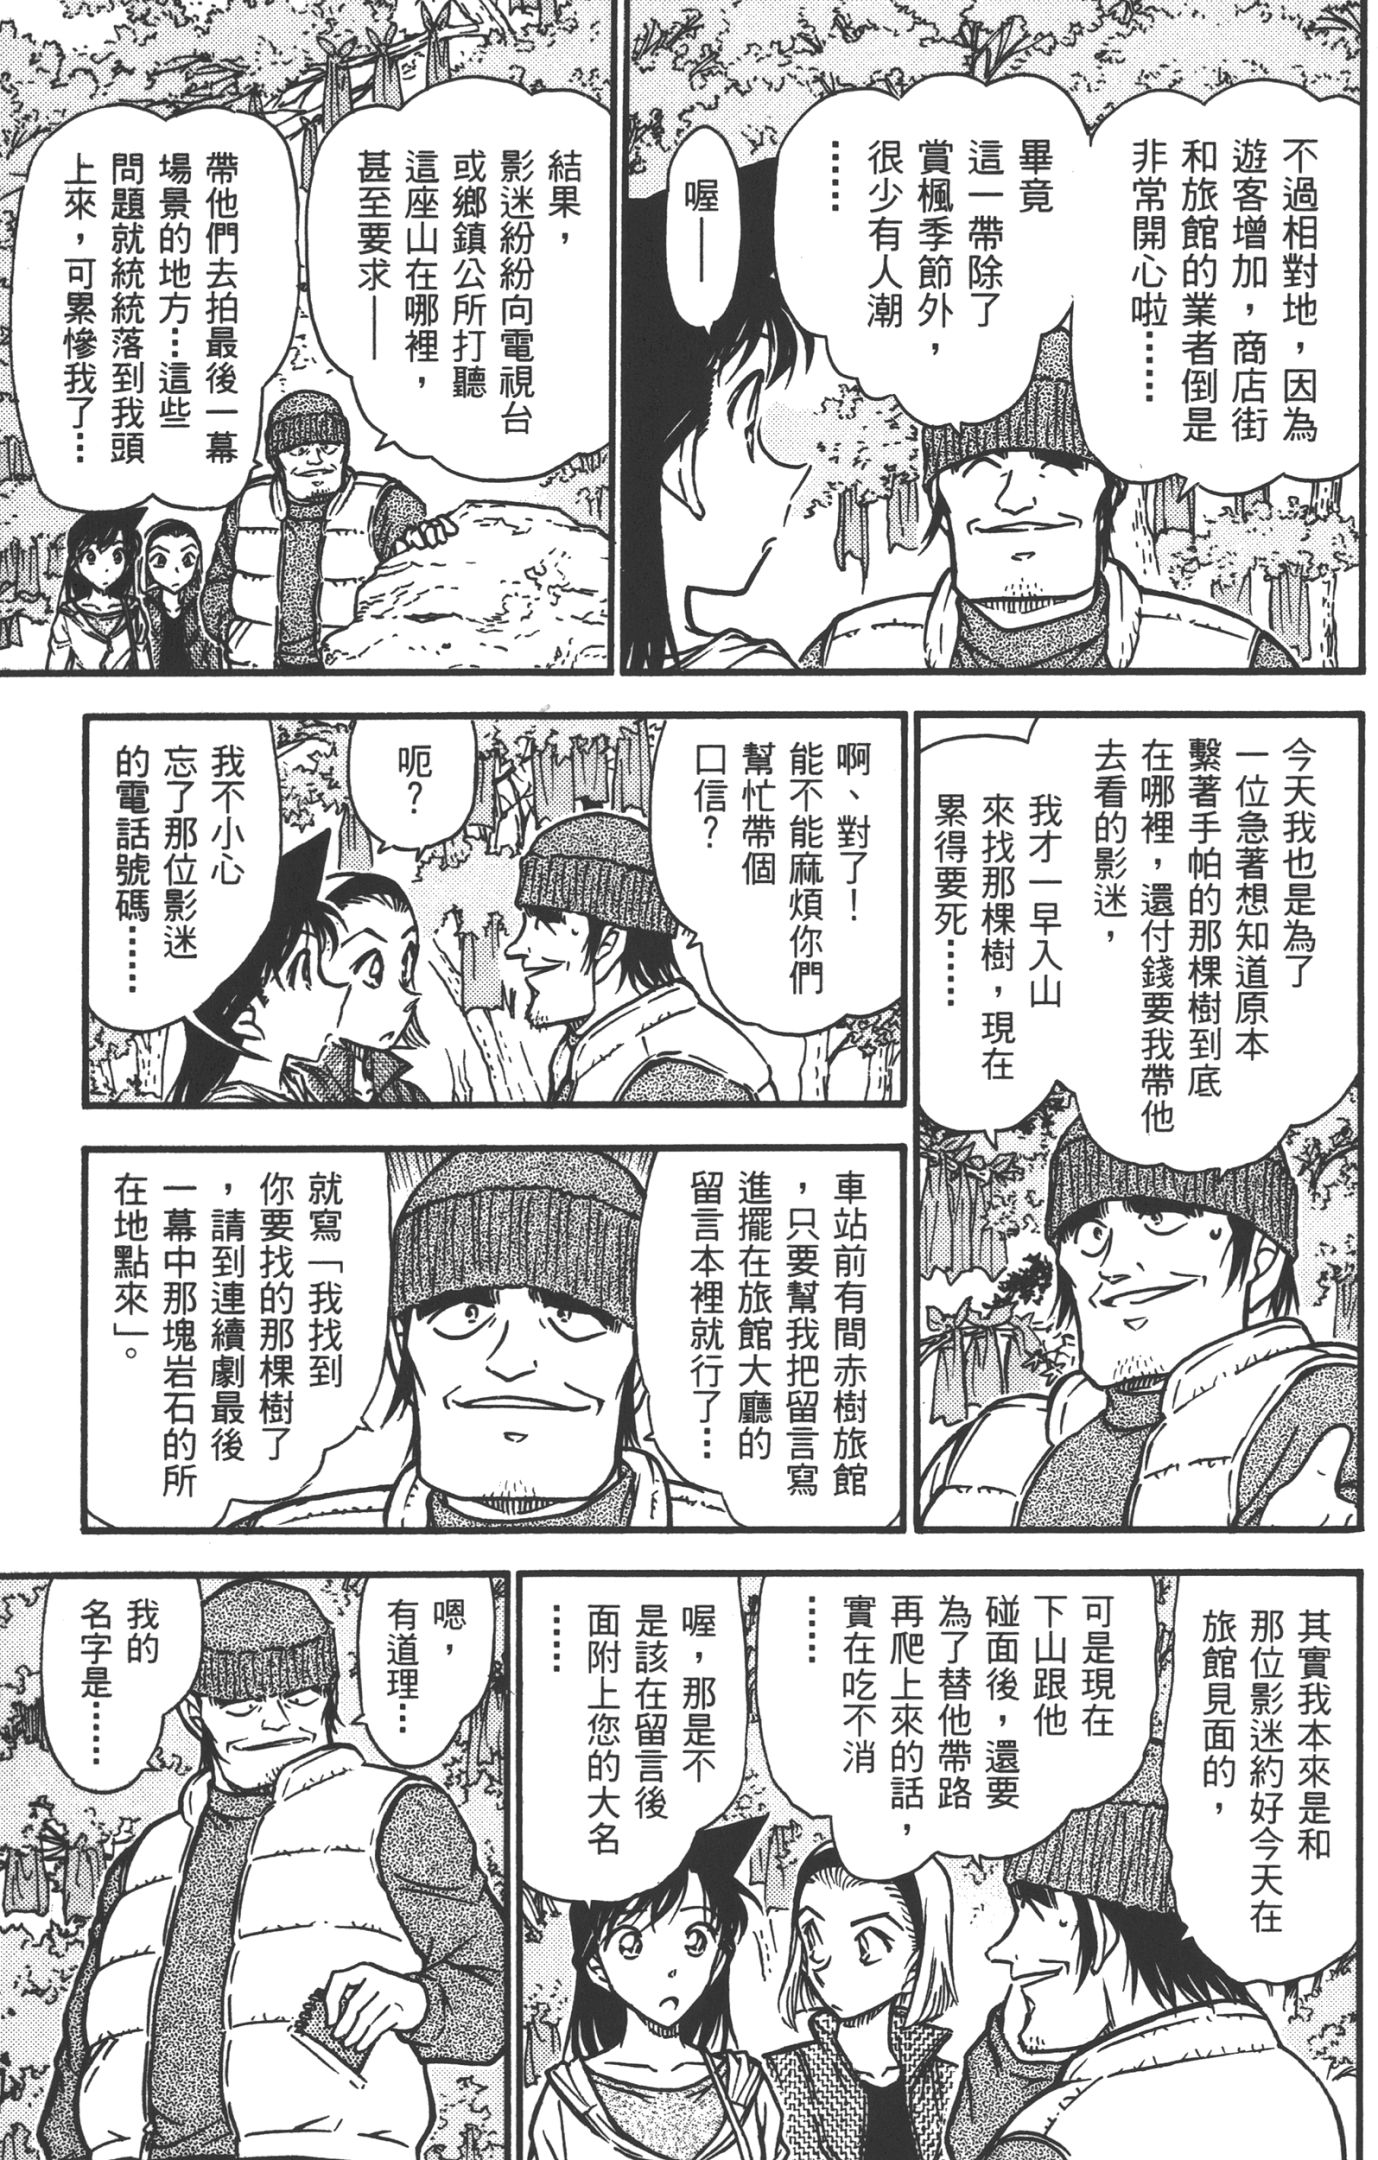 不過相對地，因為
遊客增加，商店街
和旅館的業者倒是
非常開心啦……
畢竟
這一帶除了
賞楓季節外，
很少有人潮
……
喔——
結果，
影迷紛紛向電視台
或鄉鎮公所打聽
這座山在哪裡，
甚至要求——
帶他們去拍最後一幕
場景的地方…這些
問題就統統落到我頭
上來，可累慘我了…
今天我也是為了
一位急著想知道原本
繫著手帕的那棵樹到底
在哪裡，還付錢要我帶他
去看的影迷，
我才一早入山
來找那棵樹，現在
累得要死……
啊、對了！
能不能麻煩你們
幫忙帶個
口信？
呃？
我不小心
忘了那位影迷
的電話號碼……
車站前有間赤樹旅館
，只要幫我把留言寫
進擺在旅館大廳的
留言本裡就行了…
就寫「我找到
你要找的那棵樹了
，請到連續劇最後
一幕中那塊岩石的所
在地點來」。
其實我本來是和
那位影迷約好今天在
旅館見面的，
可是現在
下山跟他
碰面後，還要
為了替他帶路
再爬上來的話，
實在吃不消
……
喔，那是不
是該在留言後
面附上您的大名
……
嗯，
有道理…
我的
名字是……